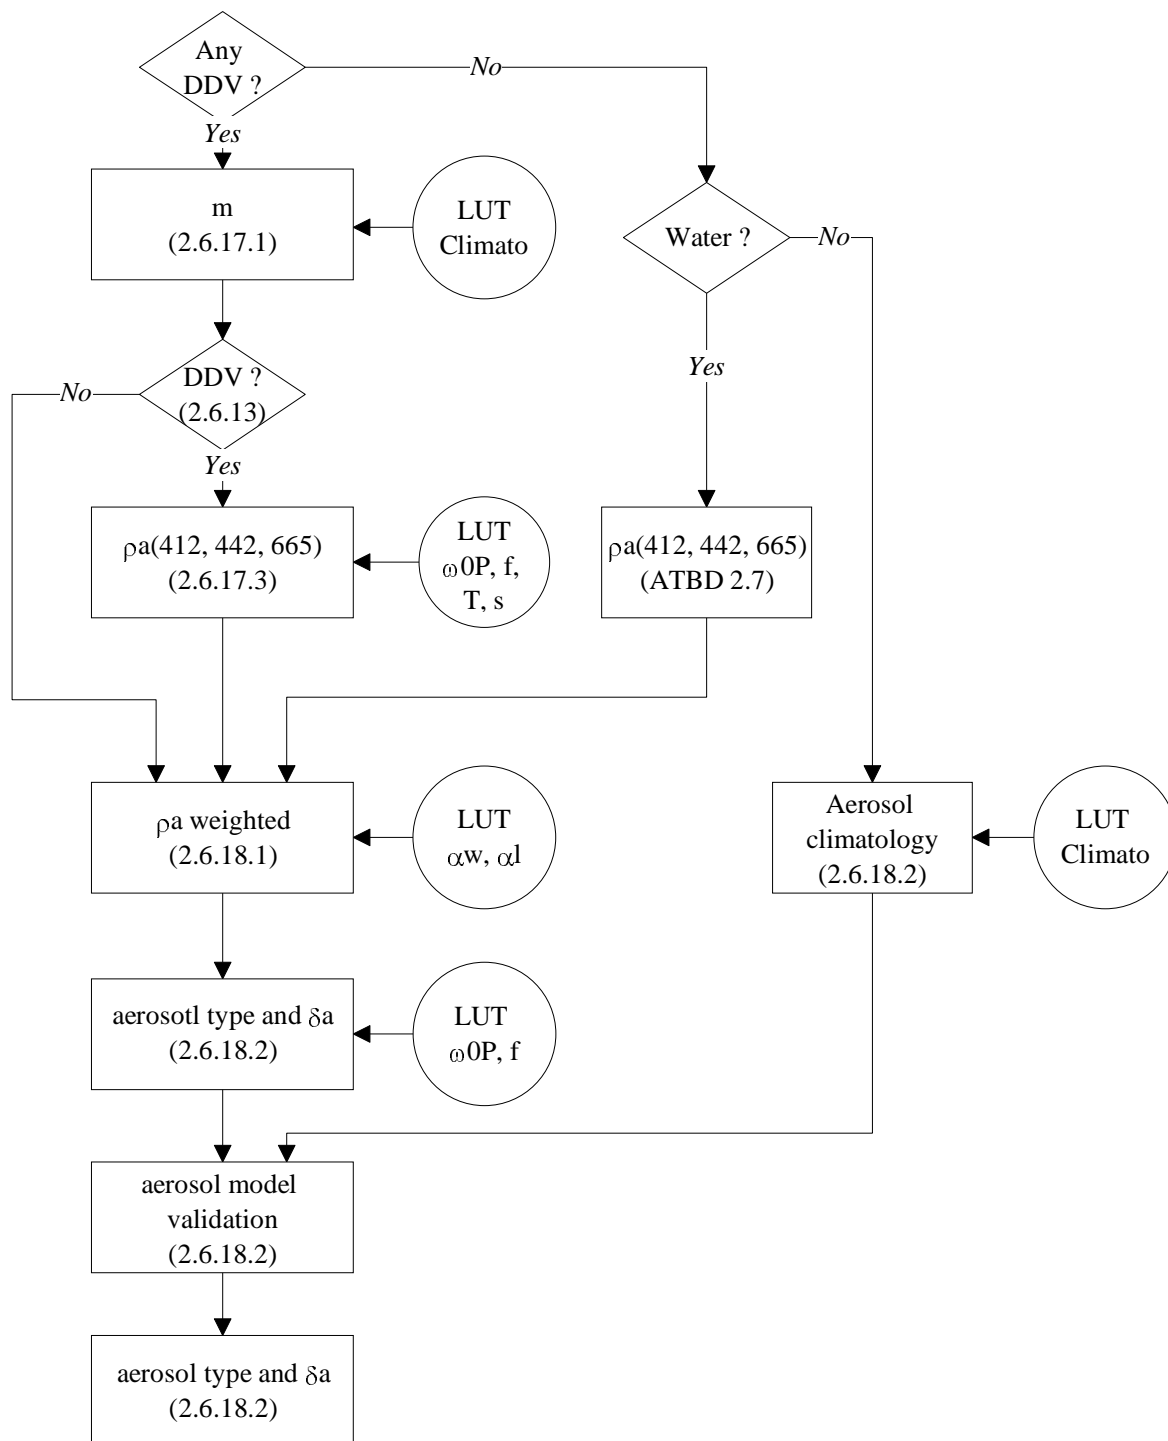 Any
DDV ?
No
Yes
m
(2.6.17.1)
LUT
Climato
Water ?
No
DDV ?
(2.6.13)
No
Yes
Yes
ρa(412, 442, 665)
(2.6.17.3)
LUT
ω0P, f,
T, s
ρa(412, 442, 665)
(ATBD 2.7)
ρa weighted
(2.6.18.1)
LUT
αw, αl
Aerosol
climatology
(2.6.18.2)
LUT
Climato
aerosotl type and δa
(2.6.18.2)
LUT
ω0P, f
aerosol model
validation
(2.6.18.2)
aerosol type and δa
(2.6.18.2)